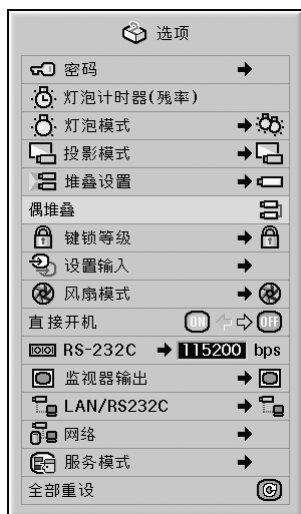 选项
密码
灯泡计时器(残率)
灯泡模式
投影模式
堆叠设置
偶堆叠
键锁等级
设置输入
风扇模式
直接开机 ON OFF
RS-232C 115200 bps
监视器输出
LAN/RS232C
网络
服务模式
全部重设